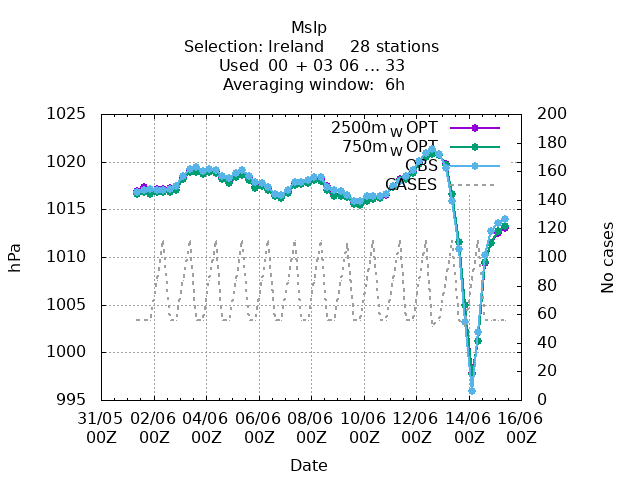 Mslp
Selection: Ireland 28 stations
Used 00 + 03 06 ... 33
Averaging window: 6h
1025
1020
1015
1010
1005
1000
995
200
180
160
140
120
100
80
60
40
20
0
hPa
No cases
2500m W OPT
750m W OPT
OBS
CASES
31/05 02/06 04/06 06/06 08/06 10/06 12/06 14/06 16/06
00Z 00Z 00Z 00Z 00Z 00Z 00Z 00Z 00Z
Date